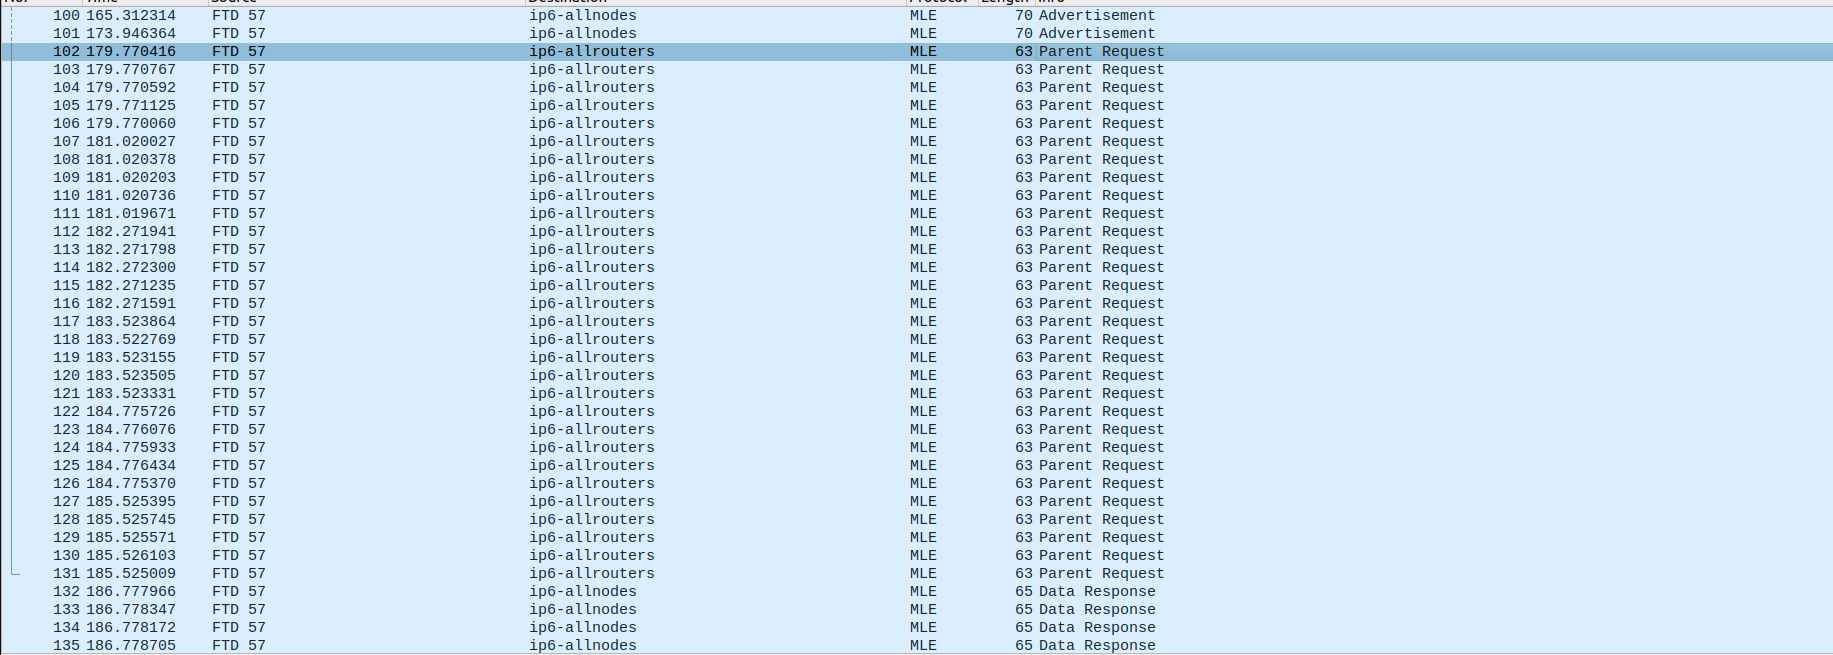 No. Time Source Destination Protocol Length Info
100 165.312314 FTD 57 ip6-allnodes MLE 70 Advertisement
101 173.946364 FTD 57 ip6-allnodes MLE 70 Advertisement
102 179.770416 FTD 57 ip6-allrouters MLE 63 Parent Request
103 179.770767 FTD 57 ip6-allrouters MLE 63 Parent Request
104 179.770592 FTD 57 ip6-allrouters MLE 63 Parent Request
105 179.771125 FTD 57 ip6-allrouters MLE 63 Parent Request
106 179.770060 FTD 57 ip6-allrouters MLE 63 Parent Request
107 181.020027 FTD 57 ip6-allrouters MLE 63 Parent Request
108 181.020378 FTD 57 ip6-allrouters MLE 63 Parent Request
109 181.020203 FTD 57 ip6-allrouters MLE 63 Parent Request
110 181.020736 FTD 57 ip6-allrouters MLE 63 Parent Request
111 181.019671 FTD 57 ip6-allrouters MLE 63 Parent Request
112 182.271941 FTD 57 ip6-allrouters MLE 63 Parent Request
113 182.271798 FTD 57 ip6-allrouters MLE 63 Parent Request
114 182.272300 FTD 57 ip6-allrouters MLE 63 Parent Request
115 182.271235 FTD 57 ip6-allrouters MLE 63 Parent Request
116 182.271591 FTD 57 ip6-allrouters MLE 63 Parent Request
117 183.523864 FTD 57 ip6-allrouters MLE 63 Parent Request
118 183.522769 FTD 57 ip6-allrouters MLE 63 Parent Request
119 183.523155 FTD 57 ip6-allrouters MLE 63 Parent Request
120 183.523505 FTD 57 ip6-allrouters MLE 63 Parent Request
121 183.523331 FTD 57 ip6-allrouters MLE 63 Parent Request
122 184.775726 FTD 57 ip6-allrouters MLE 63 Parent Request
123 184.776076 FTD 57 ip6-allrouters MLE 63 Parent Request
124 184.775933 FTD 57 ip6-allrouters MLE 63 Parent Request
125 184.776434 FTD 57 ip6-allrouters MLE 63 Parent Request
126 184.775370 FTD 57 ip6-allrouters MLE 63 Parent Request
127 185.525395 FTD 57 ip6-allrouters MLE 63 Parent Request
128 185.525745 FTD 57 ip6-allrouters MLE 63 Parent Request
129 185.525571 FTD 57 ip6-allrouters MLE 63 Parent Request
130 185.526103 FTD 57 ip6-allrouters MLE 63 Parent Request
131 185.525009 FTD 57 ip6-allrouters MLE 63 Parent Request
132 186.777966 FTD 57 ip6-allnodes MLE 65 Data Response
133 186.778347 FTD 57 ip6-allnodes MLE 65 Data Response
134 186.778172 FTD 57 ip6-allnodes MLE 65 Data Response
135 186.778705 FTD 57 ip6-allnodes MLE 65 Data Response